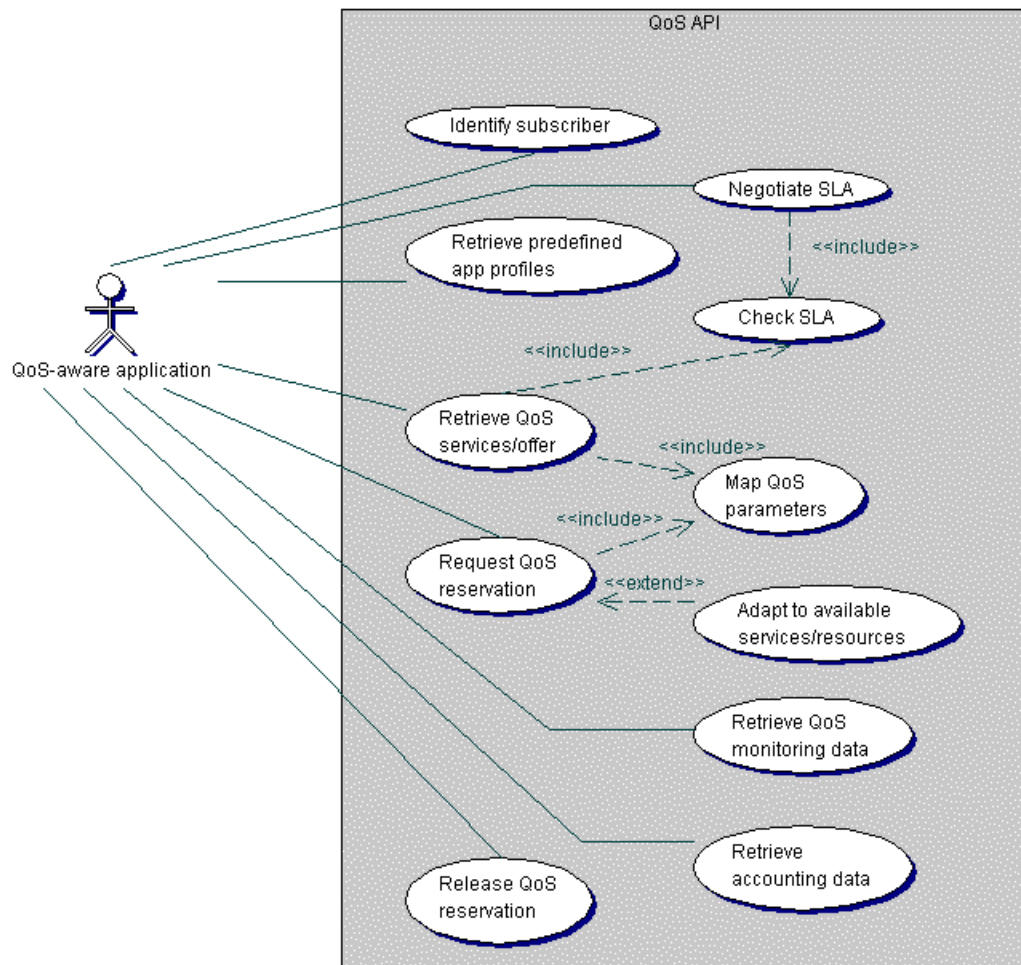 QoS API
Identify subscriber
Negotiate SLA
<<include>>
Retrieve predefined
app profiles
Check SLA
<<include>>
QoS-aware application
Retrieve QoS
services/offer
<<include>>
Map QoS
parameters
<<include>>
Request QoS
reservation
<<extend>>
Adapt to available
services/resources
Retrieve QoS
monitoring data
Retrieve
accounting data
Release QoS
reservation